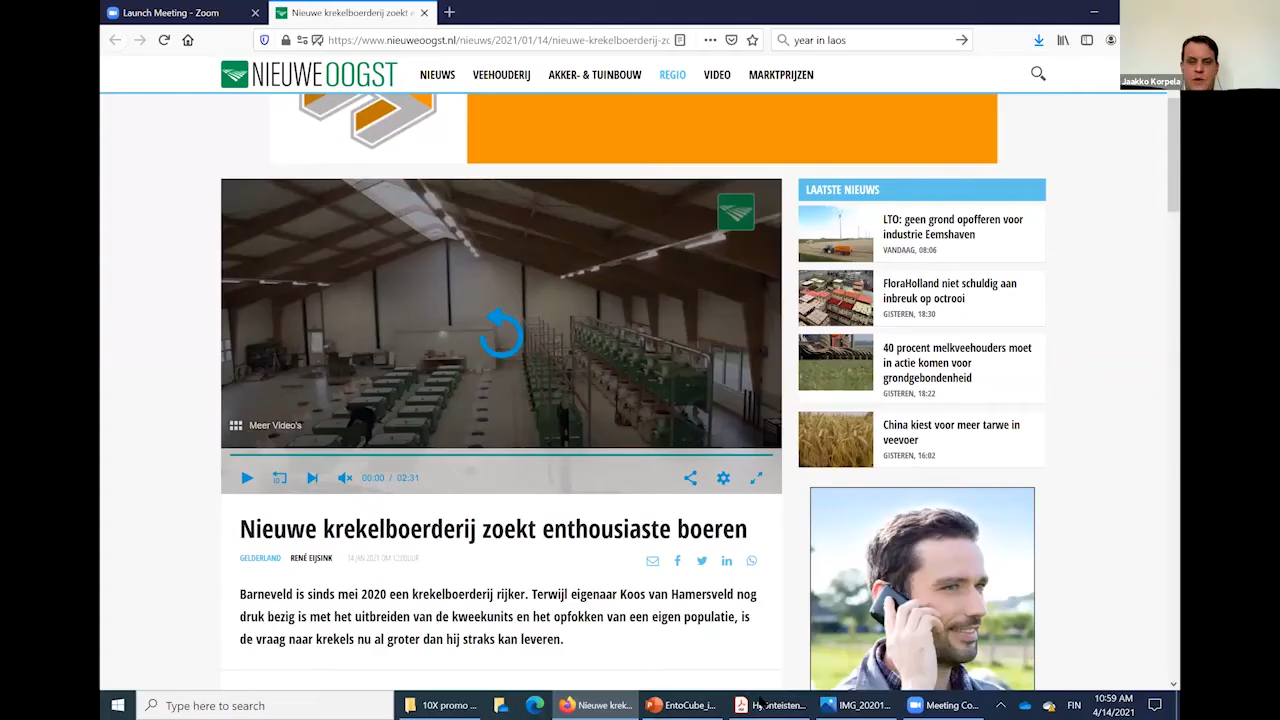 Launch Meeting - Zoom
Nieuwe krekelboerderij zoekt e
https://www.nieuweoogst.nl/nieuws/2021/01/14/nieuwe-krekelboerderij-zo
year in laos
Jaakko Korpela
NIEUWE OOGST
NIEUWS VEEHOUDERIJ AKKER- & TUINBOUW REGIO VIDEO MARKTPRIJZEN
LAATSTE NIEUWS
LTO: geen grond opofferen voor
industrie Eemshaven
VANDAAG, 08:06
FloraHolland niet schuldig aan
inbreuk op octrooi
GISTEREN, 18:30
40 procent melkveehouders moet
in actie komen voor
grondgebondenheid
GISTEREN, 18:22
China kiest voor meer tarwe in
veevoer
GISTEREN, 16:02
Meer Video's
10
00:00 / 02:31
Nieuwe krekelboerderij zoekt enthousiaste boeren
GELDERLAND RENÉ EIJSINK 14 JAN 2021 OM
Barneveld is sinds mei 2020 een krekelboerderij rijker. Terwijl eigenaar Koos van Hamersveld nog
druk bezig is met het uitbreiden van de kweekunits en het opfokken van een eigen populatie, is
de vraag naar krekels nu al groter dan hij straks kan leveren.
Type here to search
10X promo ...
Nieuwe krek...
EntoCube_i...
IMG_20201...
Meeting Co...
FIN
10:59 AM
4/14/2021